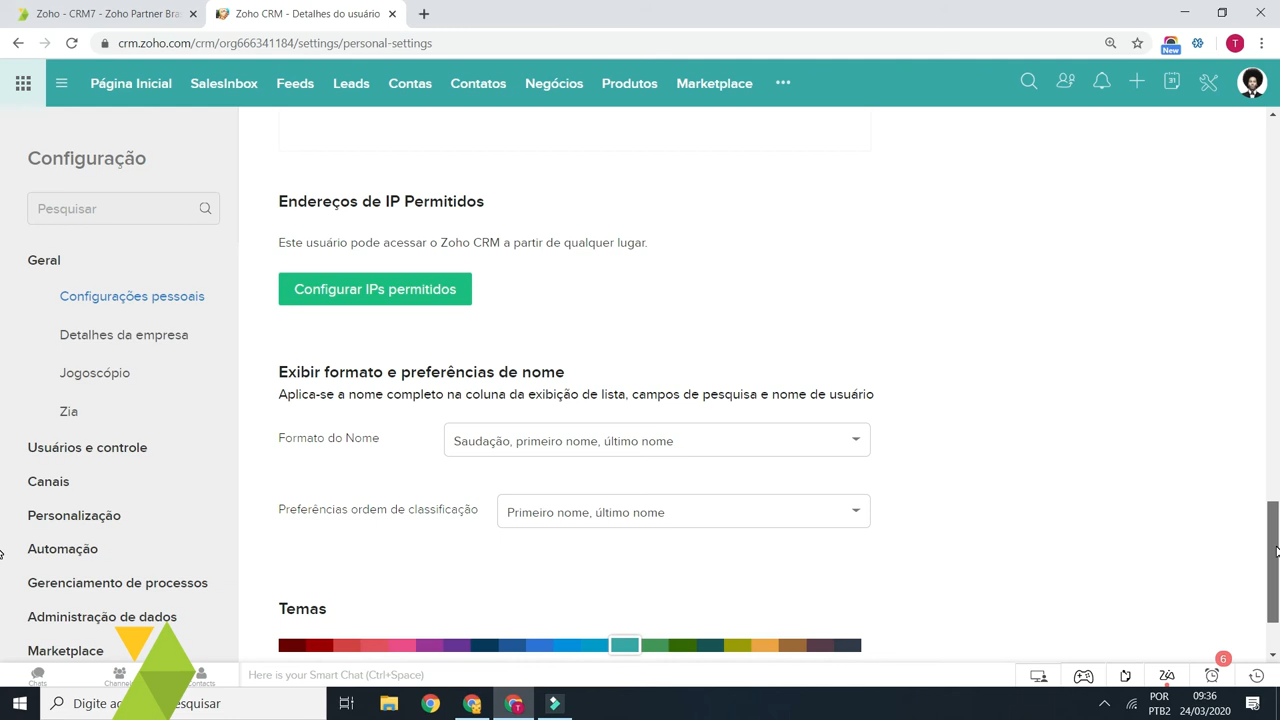 Zoho - CRM7 - Zoho Partner Bra
Zoho CRM - Detalhes do usuário
crm.zoho.com/crm/org666341184/settings/personal-settings
New
T
Página Inicial
SalesInbox
Feeds
Leads
Contas
Contatos
Negócios
Produtos
Marketplace
31
Configuração
Pesquisar
Geral
Configurações pessoais
Detalhes da empresa
Jogoscópio
Zia
Usuários e controle
Canais
Personalização
Automação
Gerenciamento de processos
Administração de dados
Marketplace
Endereços de IP Permitidos
Este usuário pode acessar o Zoho CRM a partir de qualquer lugar.
Configurar IPs permitidos
Exibir formato e preferências de nome
Aplica-se a nome completo na coluna da exibição de lista, campos de pesquisa e nome de usuário
Formato do Nome
Saudação, primeiro nome, último nome
Preferências ordem de classificação
Primeiro nome, último nome
Temas
Chats
Here is your Smart Chat (Ctrl+Space)
6
Digite
pesquisar
POR
PTB2
09:36
24/03/2020